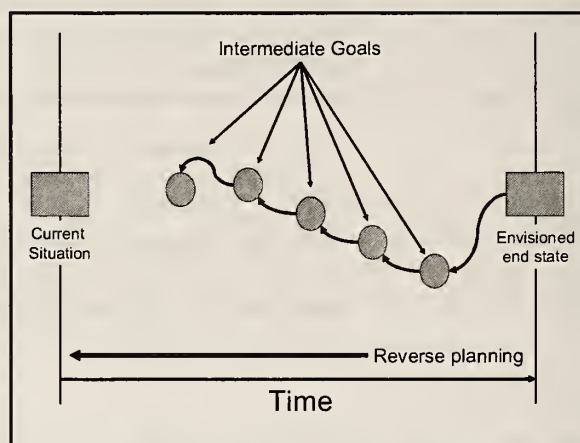 Intermediate Goals
Current
Situation
Envisioned
end state
Reverse planning
Time